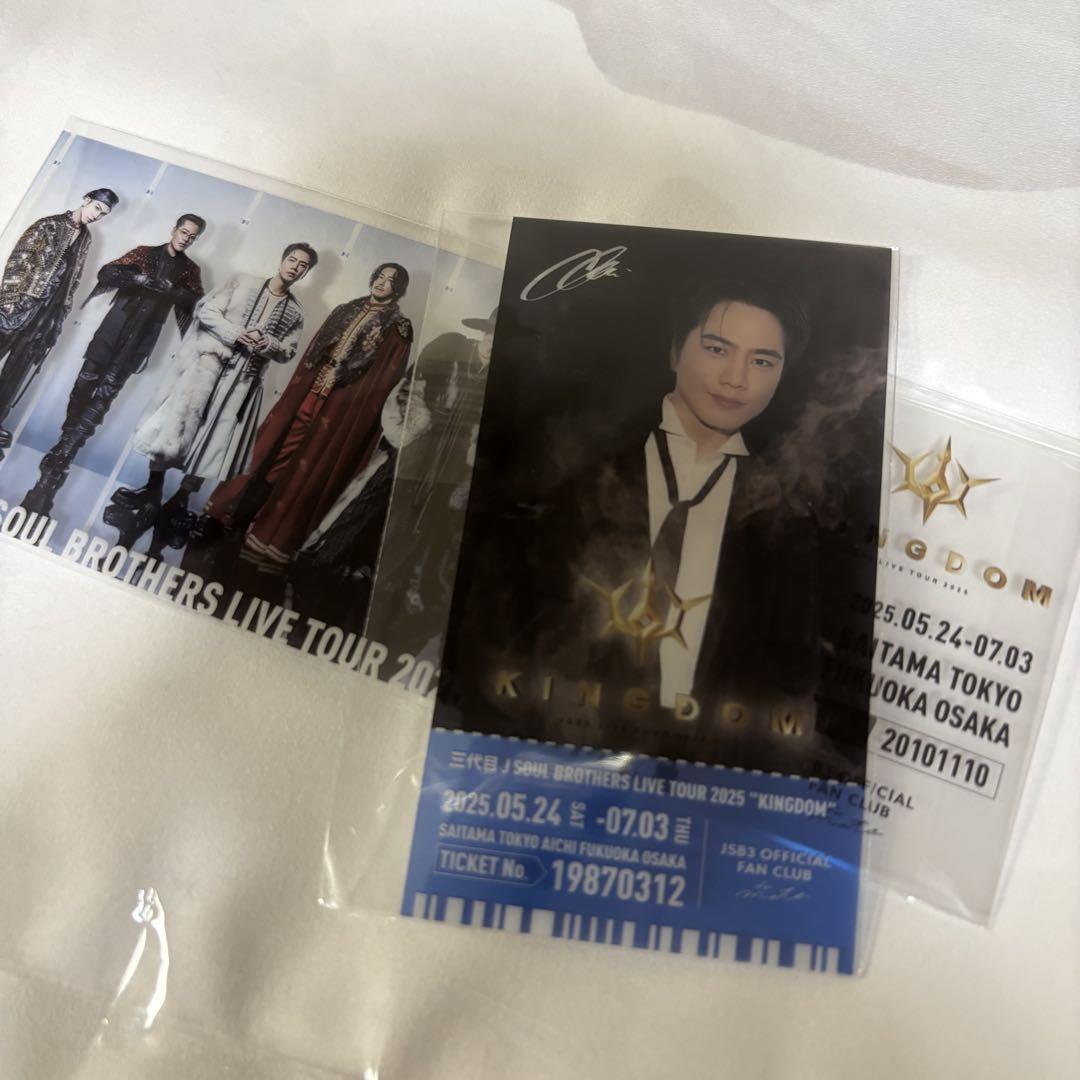 SOUL BROTHERS LIVE TOUR 202
KINGDOM
三代目 J SOUL BROTHERS LIVE TOUR 2025 "KINGDOM"
2025.05.24 SAT -07.03 THU
SAITAMA TOKYO AICHI FUKUOKA OSAKA
TICKET No. 19870312
JSB3 OFFICIAL
FAN CLUB
NGDOM
LIVE TOUR 2025
2025.05.24-07.03
SAITAMA TOKYO
FUKUOKA OSAKA
20101110
OFFICIAL
FAN CLUB